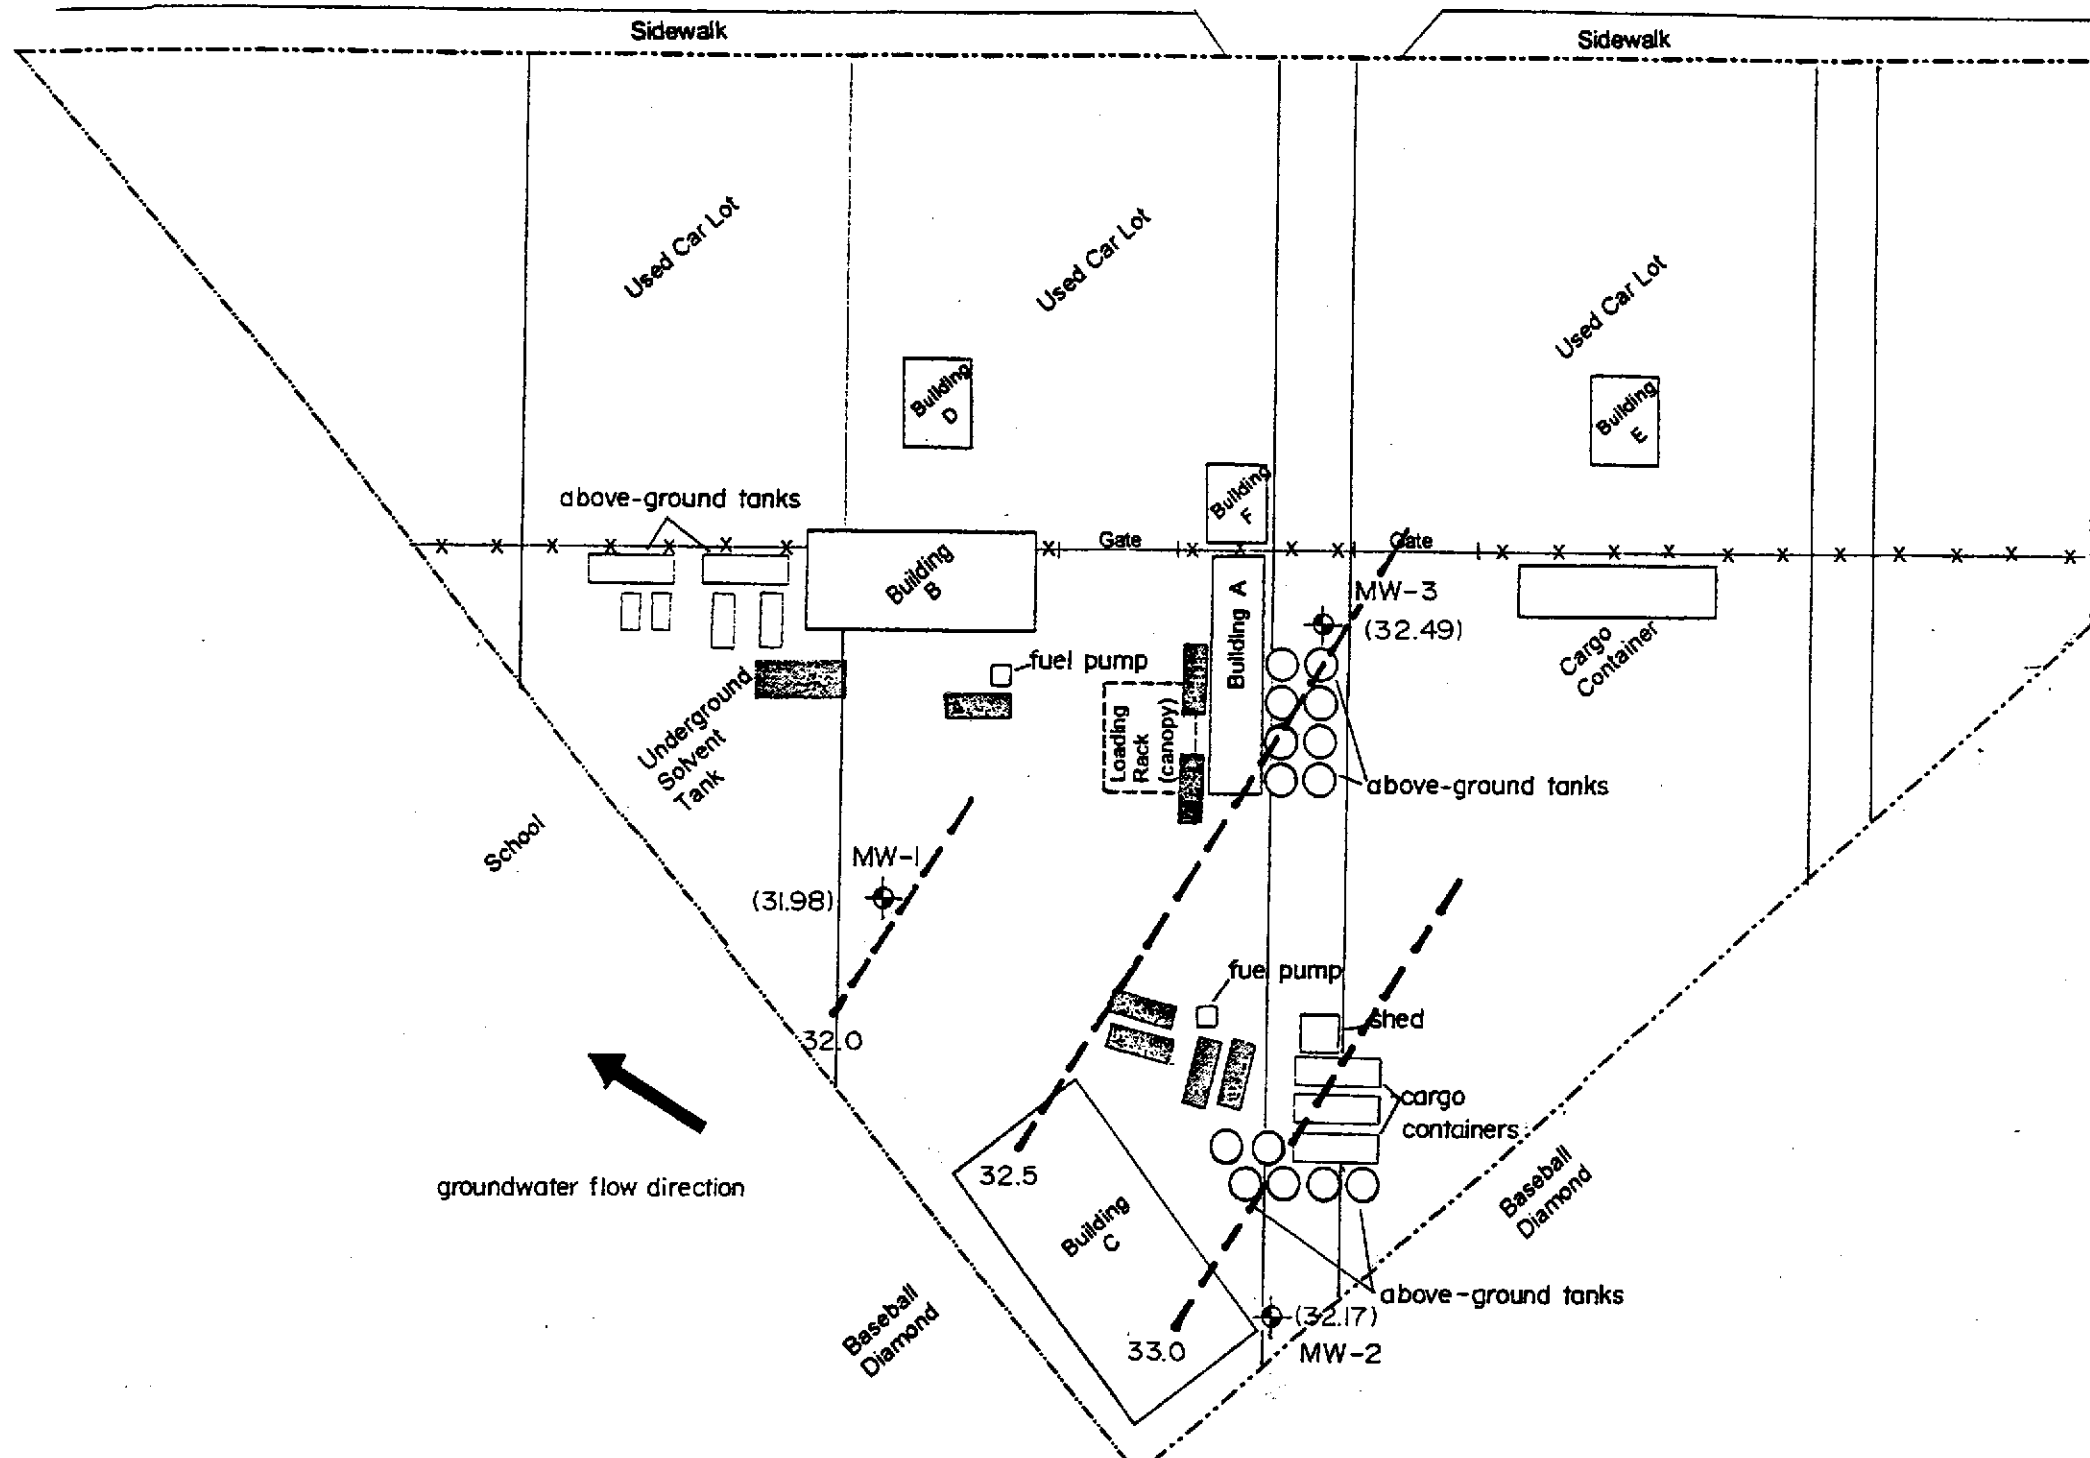 Sidewalk
Sidewalk
Used Car Lot
Used Car Lot
Used Car Lot
Building
D
Building
E
above-ground tanks
Building
F
Gate
Gate
Building
B
Building A
MW-3
(32.49)
Cargo
Container
fuel pump
Underground
Solvent
Tank
Loading
Rack
(canopy)
above-ground tanks
School
MW-1
(31.98)
fuel pump
shed
32.0
cargo
containers
groundwater flow direction
32.5
Building
C
Baseball
Diamond
Baseball
Diamond
above-ground tanks
(32.17)
33.0
MW-2